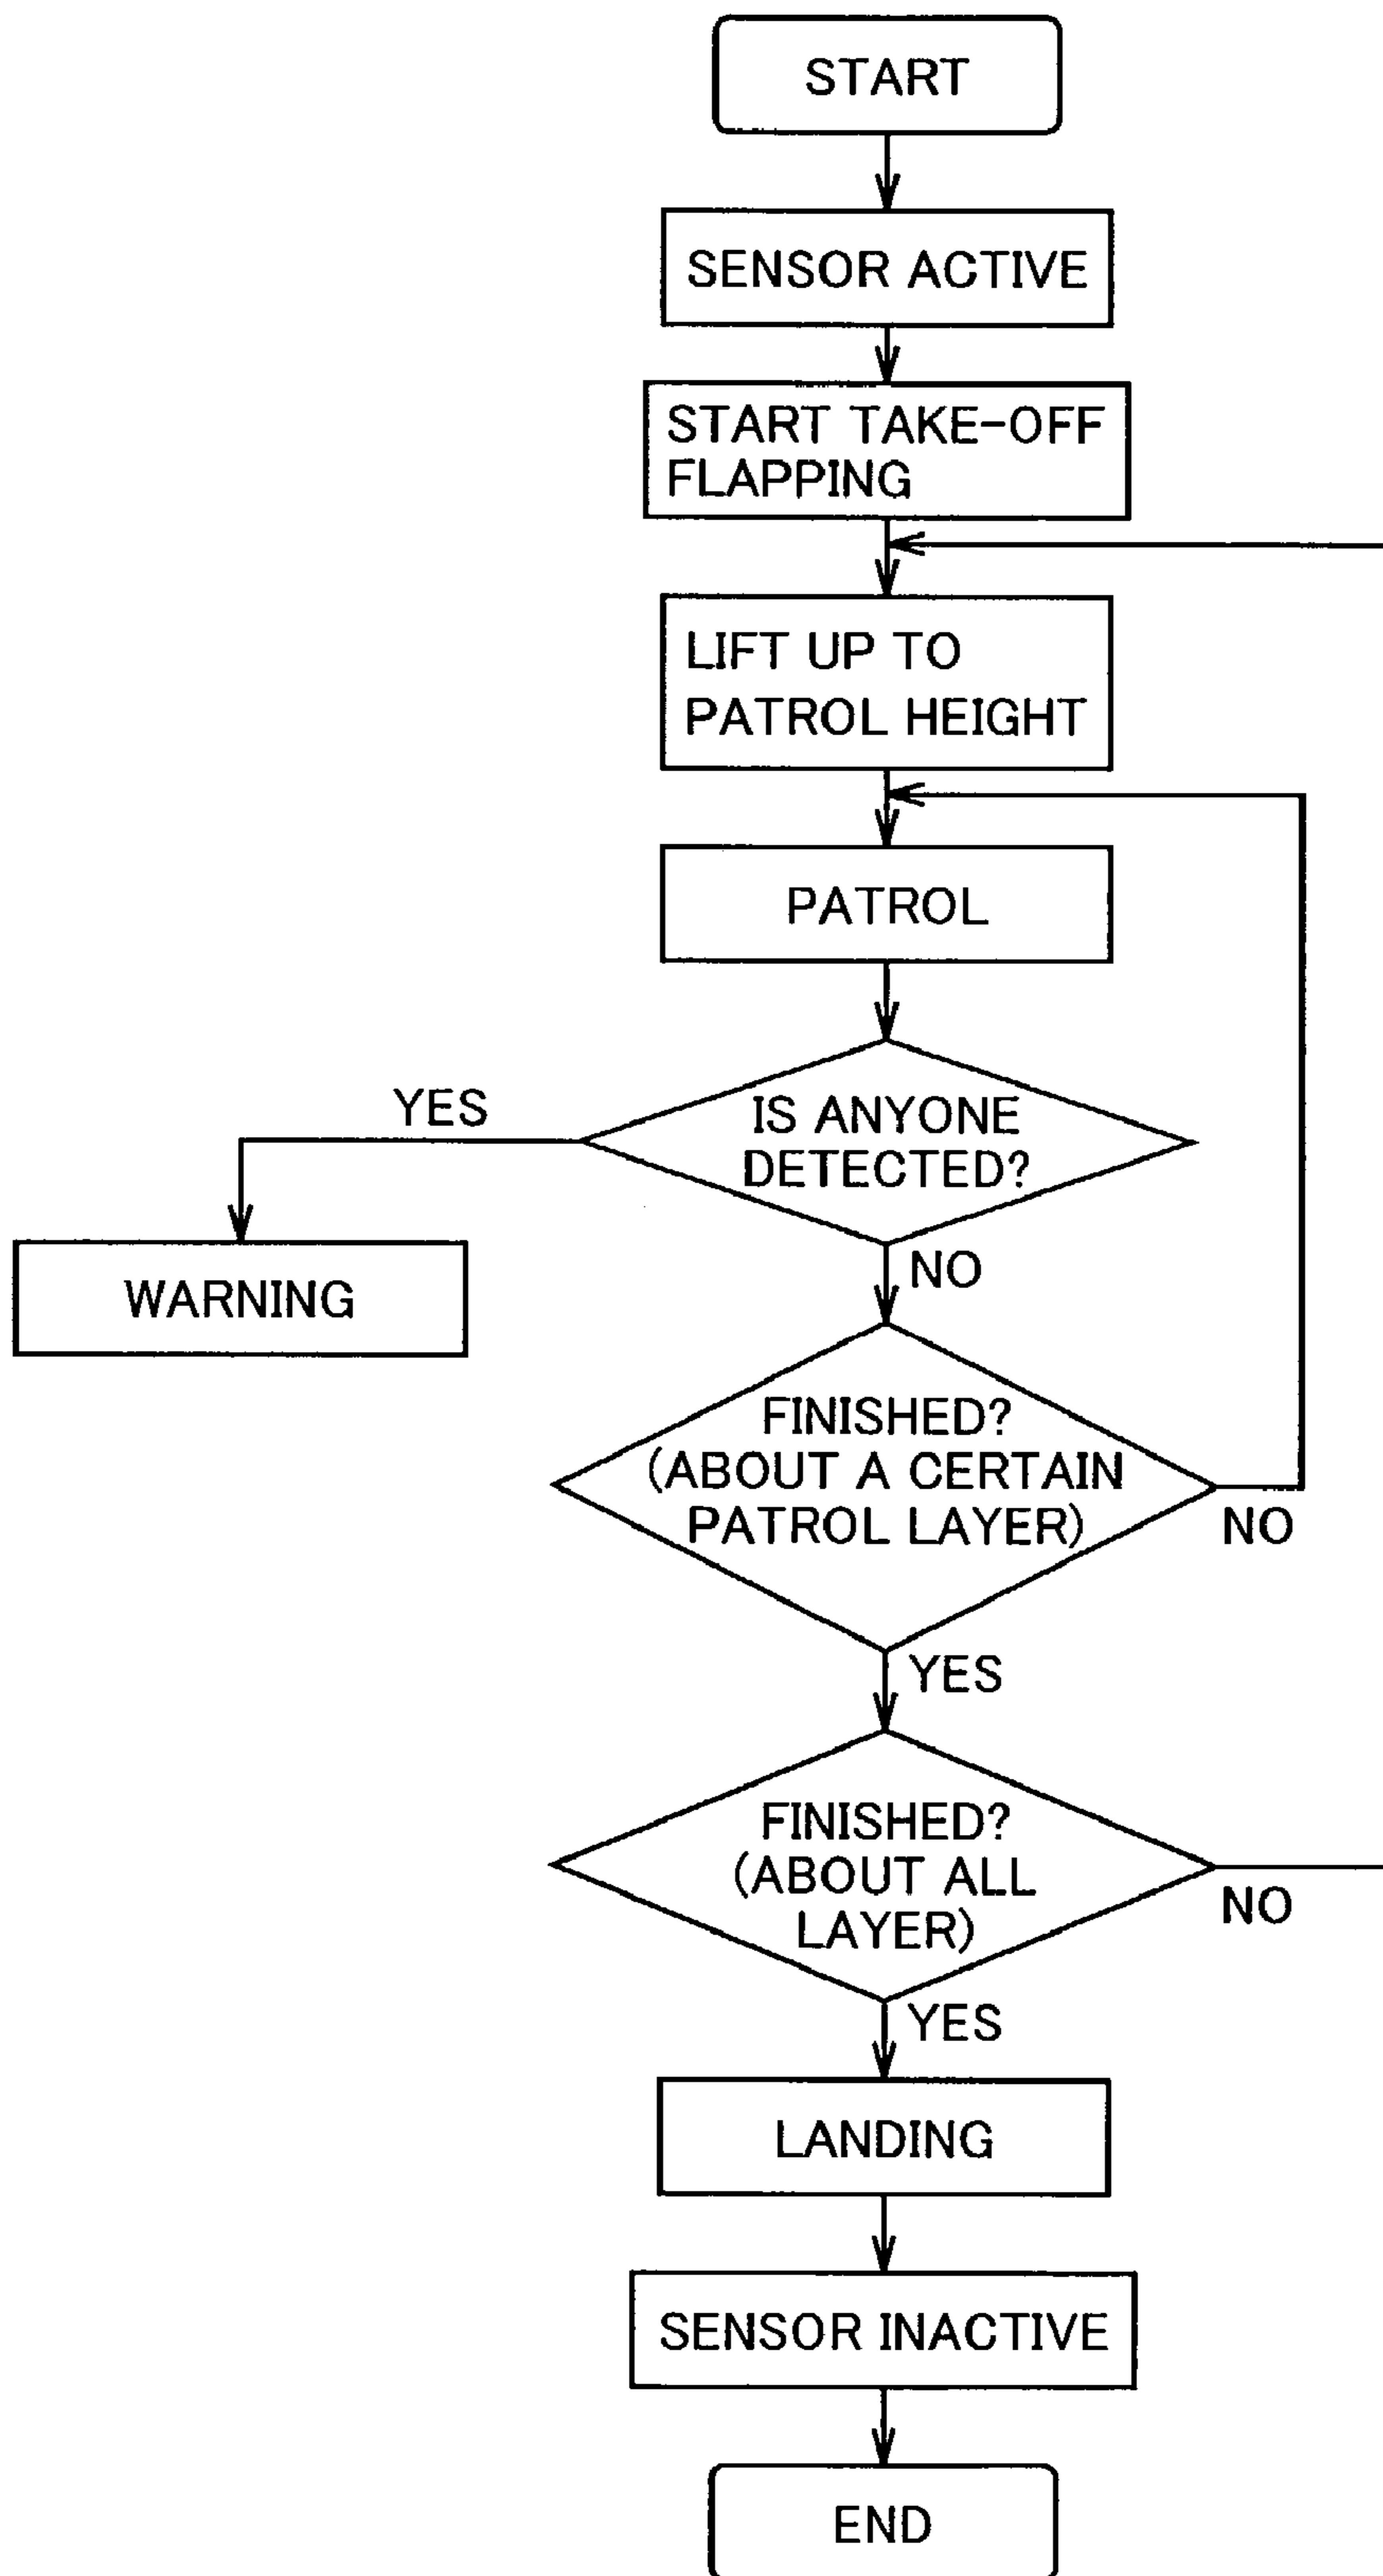 START
SENSOR ACTIVE
START TAKE-OFF
FLAPPING
LIFT UP TO
PATROL HEIGHT
PATROL
IS ANYONE
DETECTED?
YES
WARNING
NO
FINISHED?
(ABOUT A CERTAIN
PATROL LAYER)
NO
YES
FINISHED?
(ABOUT ALL
LAYER)
NO
YES
LANDING
SENSOR INACTIVE
END